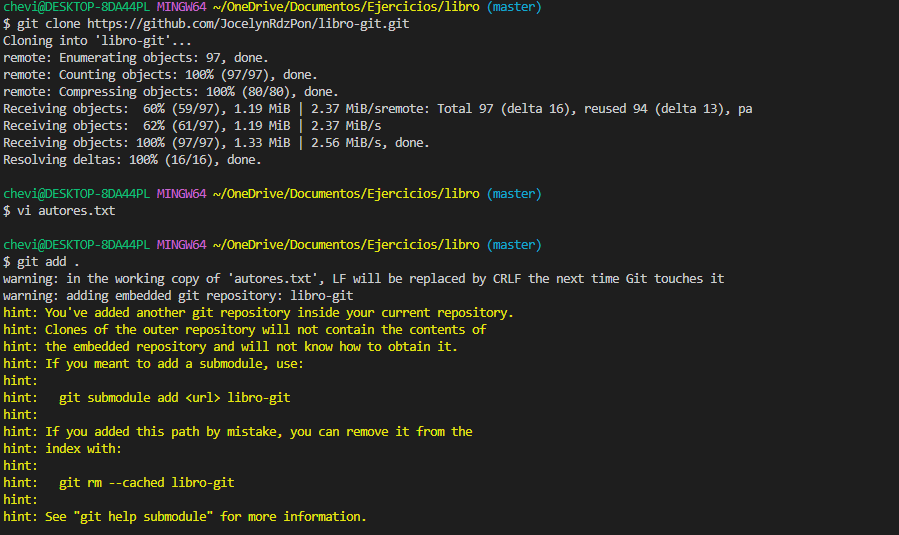 chevi@DESKTOP-8DA44PL MINGW64 ~/OneDrive/Documentos/Ejercicios/libro (master)
$ git clone https://github.com/JocelynRdzPon/libro-git.git
Cloning into 'libro-git'...
remote: Enumerating objects: 97, done.
remote: Counting objects: 100% (97/97), done.
remote: Compressing objects: 100% (80/80), done.
Receiving objects:  60% (59/97), 1.19 MiB | 2.37 MiB/sremote: Total 97 (delta 16), reused 94 (delta 13), pa
Receiving objects:  62% (61/97), 1.19 MiB | 2.37 MiB/s
Receiving objects: 100% (97/97), 1.33 MiB | 2.56 MiB/s, done.
Resolving deltas: 100% (16/16), done.

chevi@DESKTOP-8DA44PL MINGW64 ~/OneDrive/Documentos/Ejercicios/libro (master)
$ vi autores.txt

chevi@DESKTOP-8DA44PL MINGW64 ~/OneDrive/Documentos/Ejercicios/libro (master)
$ git add .
warning: in the working copy of 'autores.txt', LF will be replaced by CRLF the next time Git touches it
warning: adding embedded git repository: libro-git
hint: You've added another git repository inside your current repository.
hint: Clones of the outer repository will not contain the contents of
hint: the embedded repository and will not know how to obtain it.
hint: If you meant to add a submodule, use:
hint:
hint:   git submodule add <url> libro-git
hint:
hint: If you added this path by mistake, you can remove it from the
hint: index with:
hint:
hint:   git rm --cached libro-git
hint:
hint: See "git help submodule" for more information.